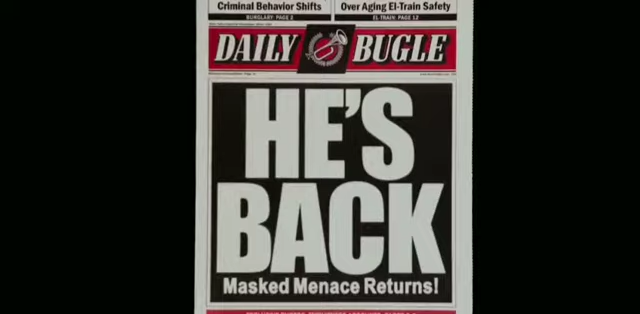 Criminal Behavior Shifts
BURGLARY: PAGE 2
Over Aging El-Train Safety
EL-TRAIN: PAGE 12
DAILY BUGLE
HE'S
BACK
Masked Menace Returns!